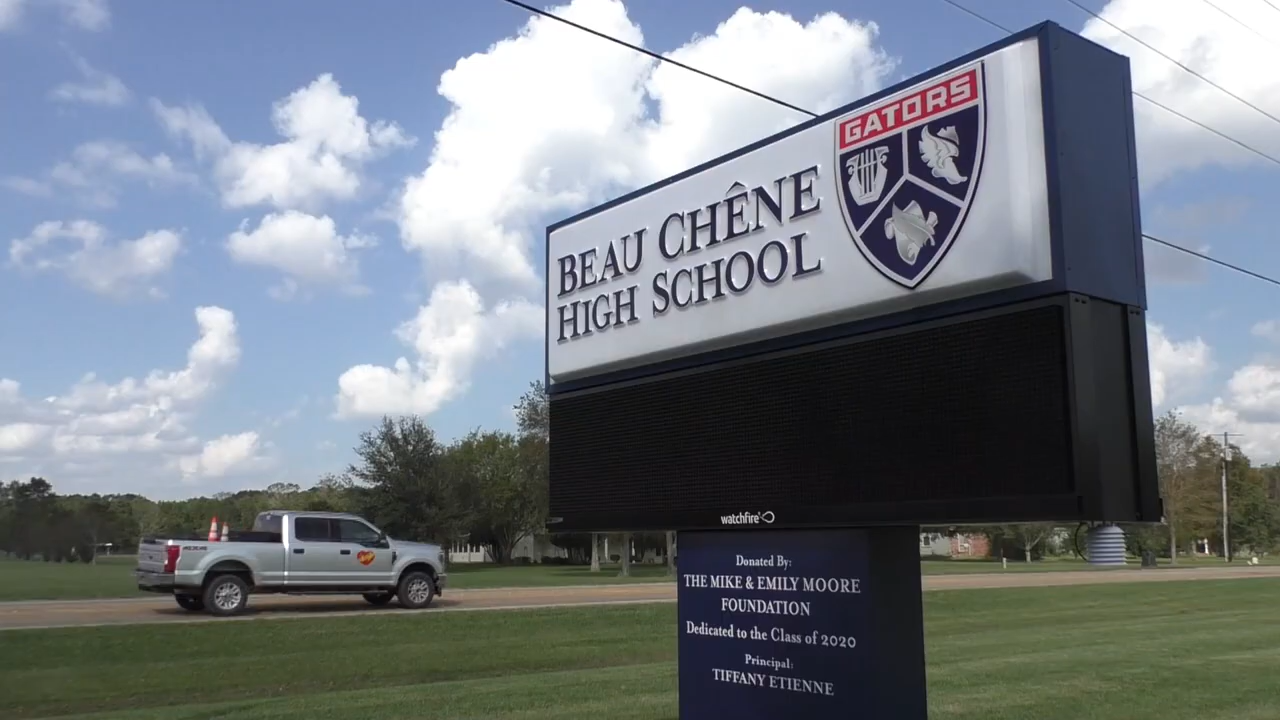 GATORS
BEAU CHÊNE
HIGH SCHOOL
watchfire
Donated By:
THE MIKE & EMILY MOORE
FOUNDATION
Dedicated to the Class of 2020
Principal:
TIFFANY ETIENNE